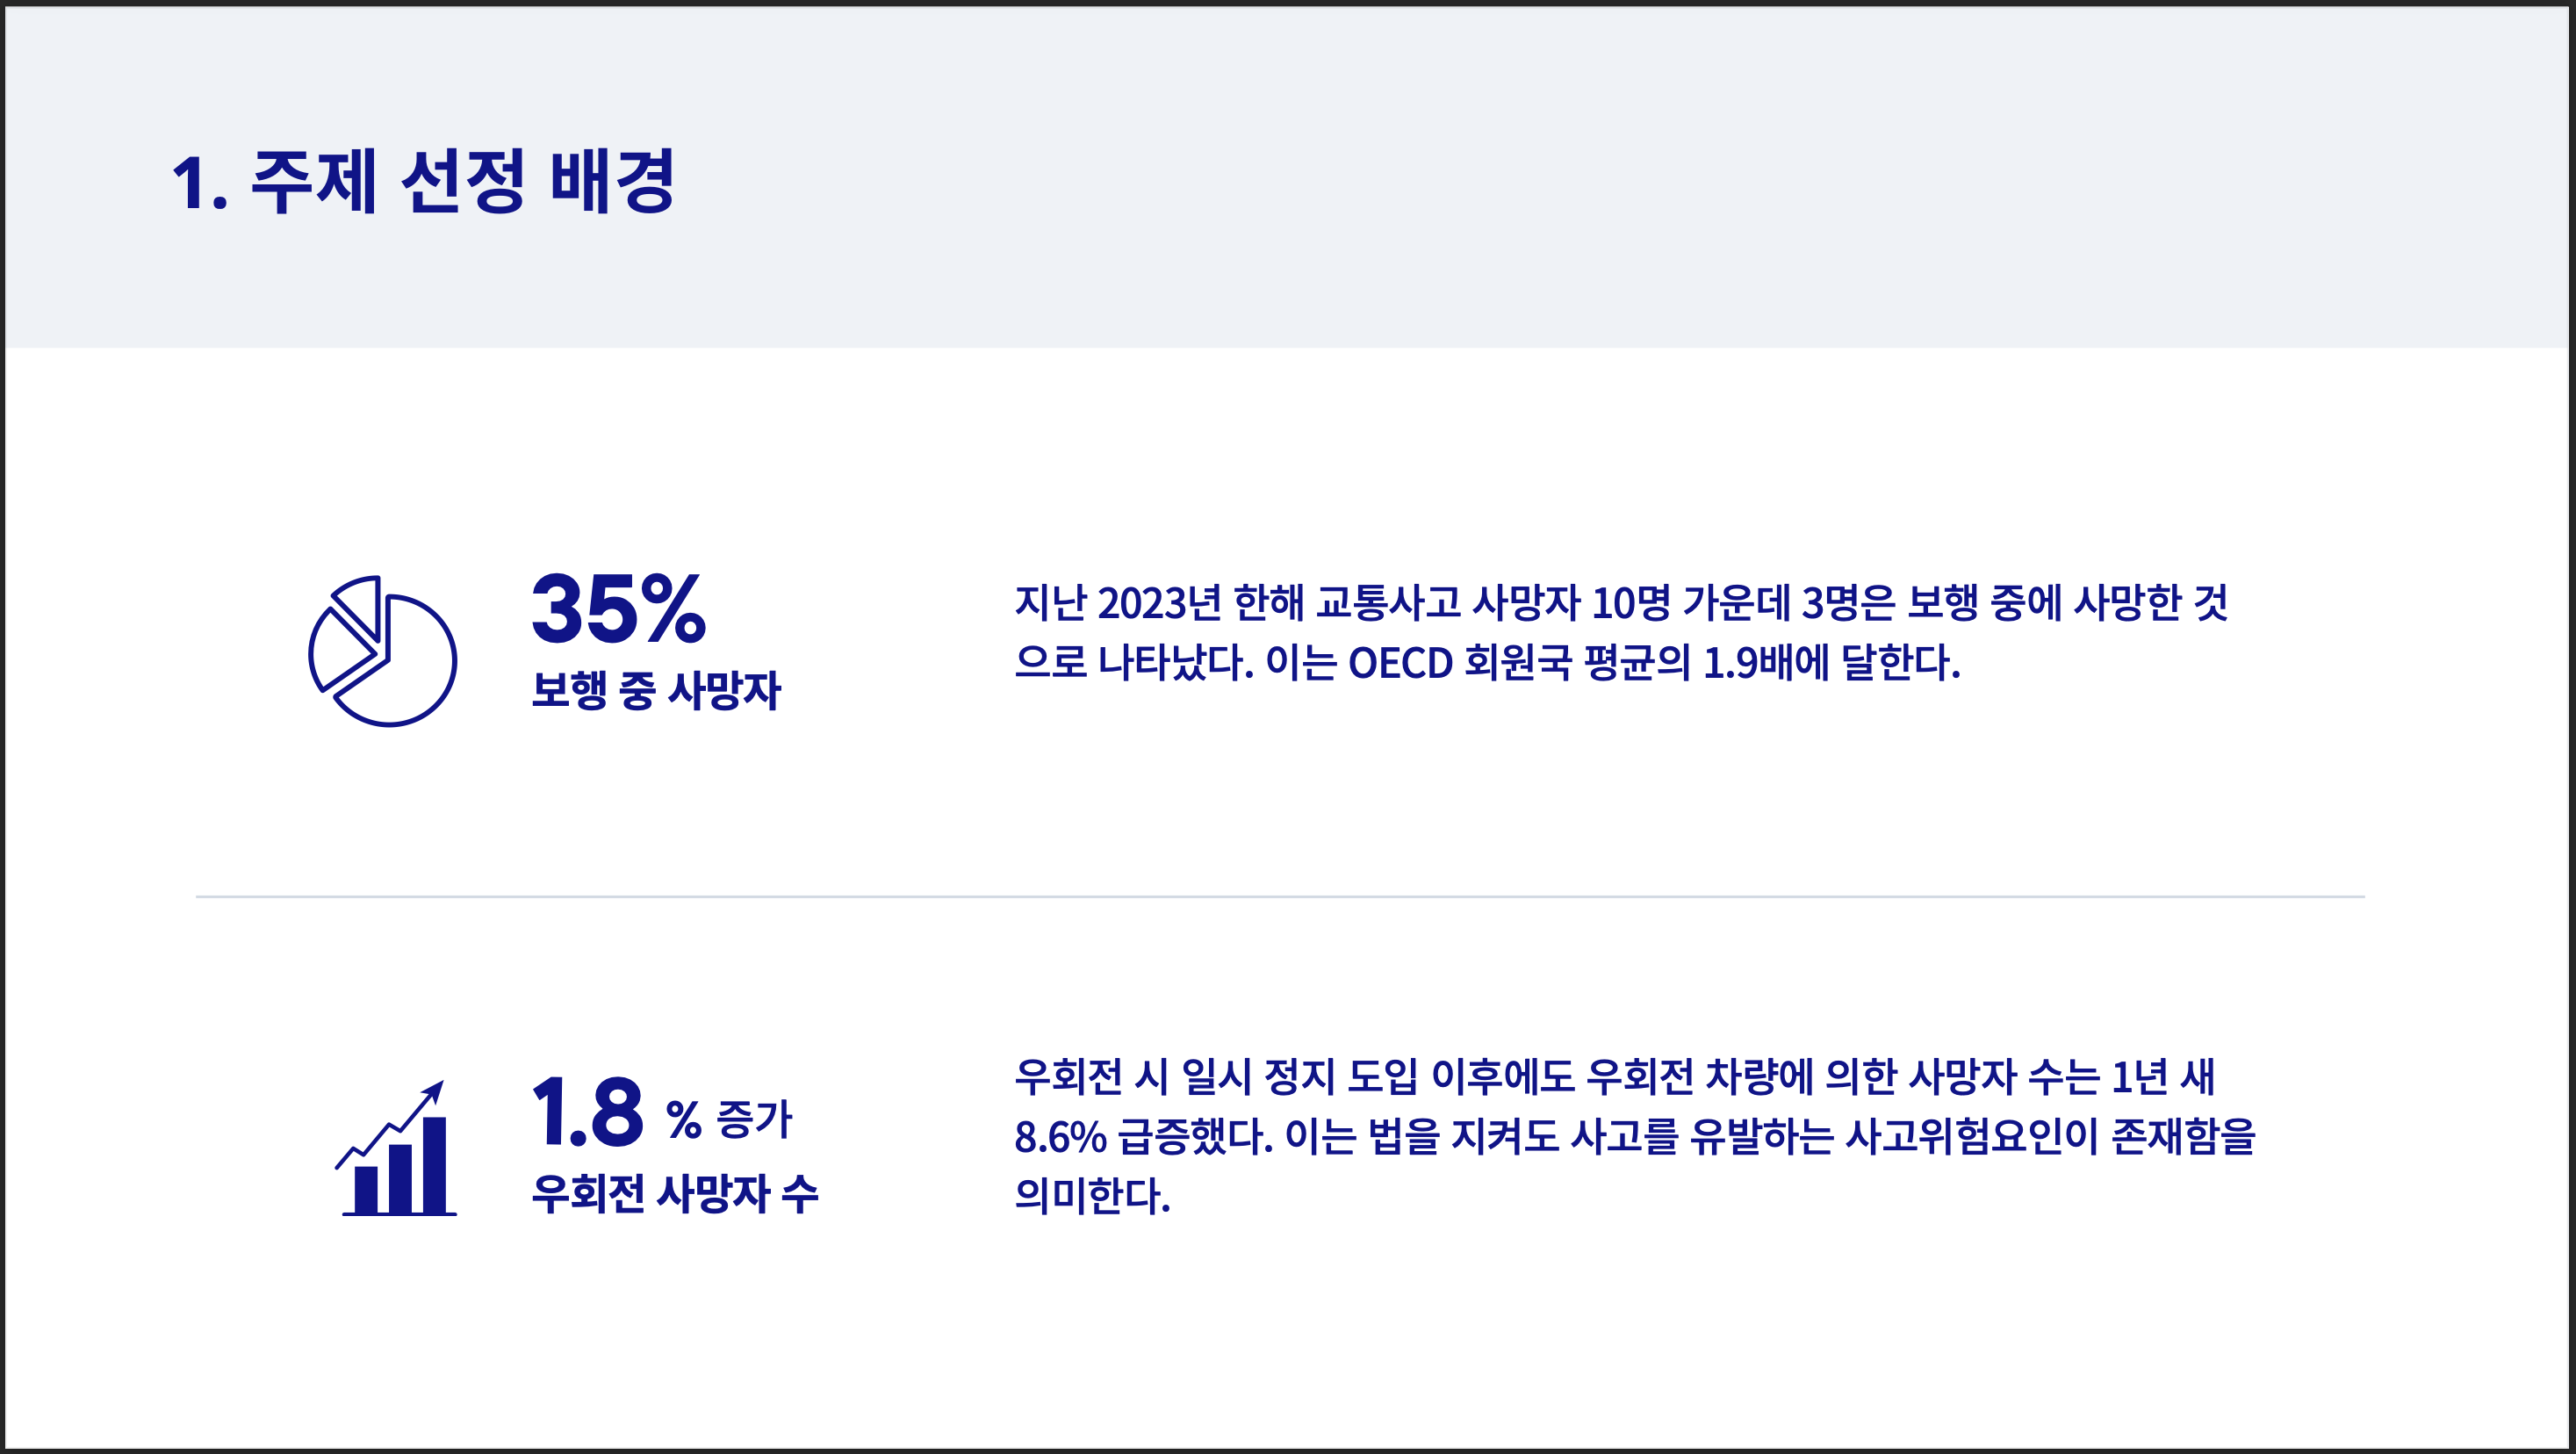 1. 주제 선정 배경
35%
보행 중 사망자
지난 2023년 한해 교통사고 사망자 10명 가운데 3명은 보행 중에 사망한 것
으로 나타났다. 이는 OECD 회원국 평균의 1.9배에 달한다.
1.8 % 증가
우회전 사망자 수
우회전 시 일시 정지 도입 이후에도 우회전 차량에 의한 사망자 수는 1년 새
8.6% 급증했다. 이는 법을 지켜도 사고를 유발하는 사고위험요인이 존재함을
의미한다.